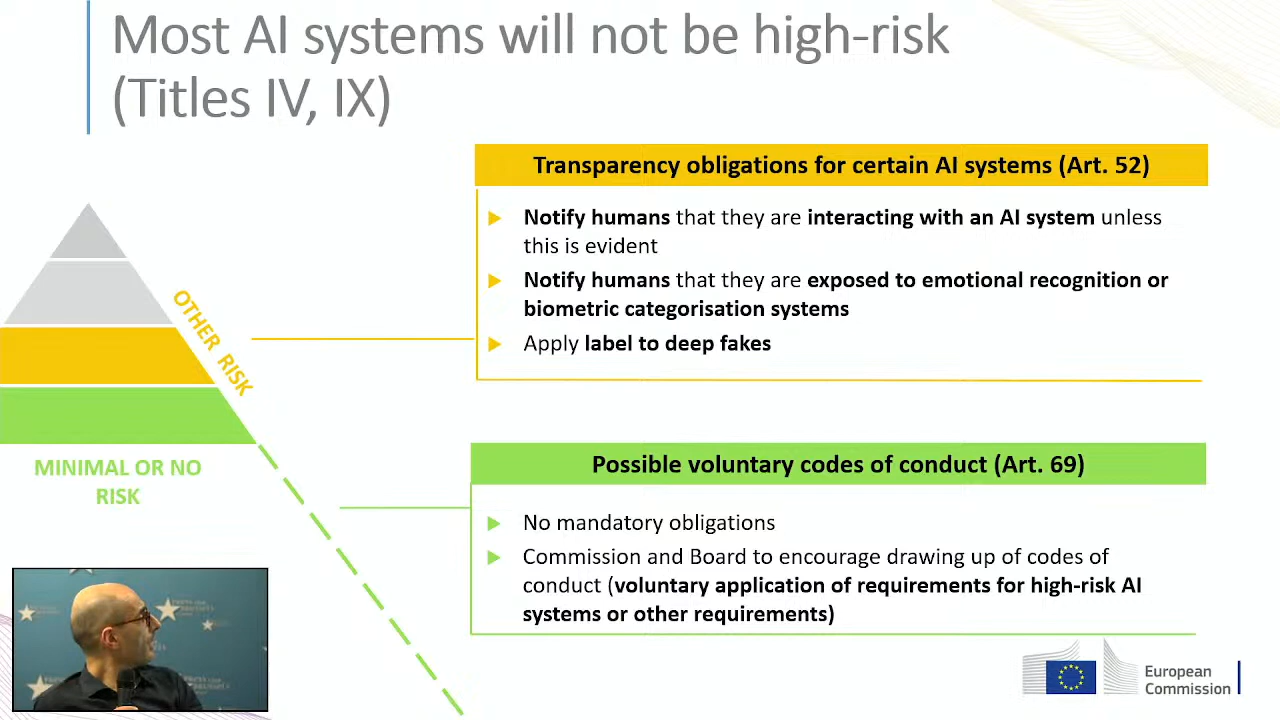 Most AI systems will not be high-risk
(Titles IV, IX)
Transparency obligations for certain AI systems (Art. 52)
Notify humans that they are interacting with an AI system unless
this is evident
Notify humans that they are exposed to emotional recognition or
biometric categorisation systems
Apply label to deep fakes
OTHER RISK
MINIMAL OR NO
RISK
Possible voluntary codes of conduct (Art. 69)
No mandatory obligations
Commission and Board to encourage drawing up of codes of
conduct (voluntary application of requirements for high-risk AI
systems or other requirements)
European
Commission